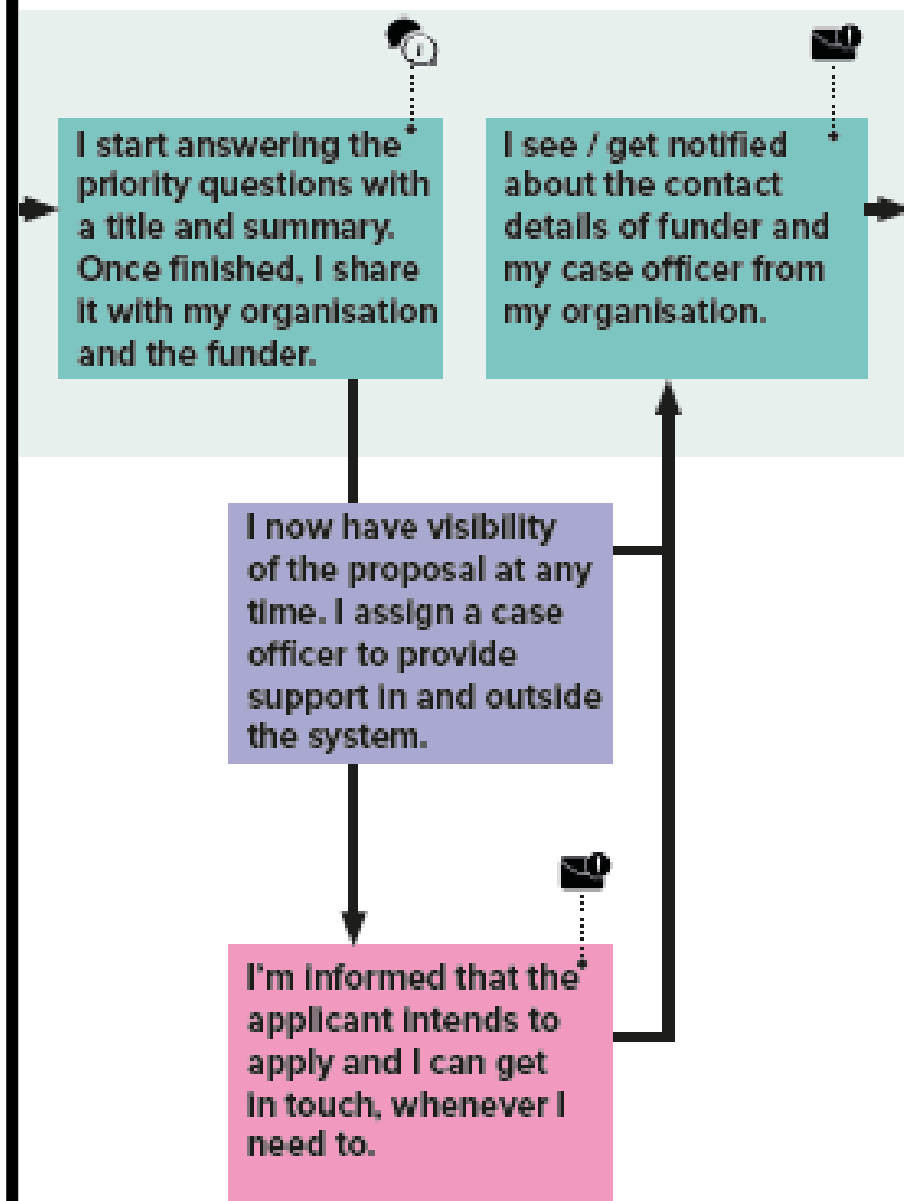 I start answering the
priority questions with
a title and summary.
Once finished, I share
it with my organisation
and the funder.
I see / get notified
about the contact
details of funder and
my case officer from
my organisation.
I now have visibility
of the proposal at any
time. I assign a case
officer to provide
support in and outside
the system.
I'm informed that the
applicant intends to
apply and I can get
in touch, whenever I
need to.